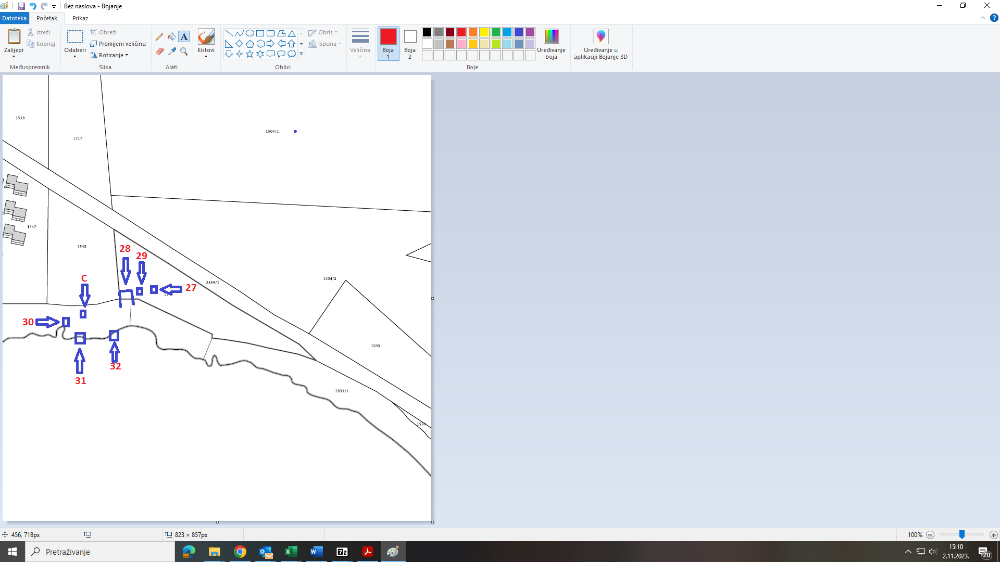 Bez naslova - Bojanje
Datoteka
Početak
Prikaz
Zalijepi
Izreži
Kopiraj
Međuspremnik
Odaberi
Obreži
Promijeni veličinu
Rotiranje
Slika
A
Alati
Kistovi
Oblici
Obris
Ispuna
Veličina
Boja
1
Boja
2
Boje
Uređivanje
boja
Uređivanje u
aplikaciji Bojanje 3D
?
1518
1517
1504/1
1547
1548
28
29
C
2834/1
27
1504/2
30
1503
32
31
2831/1
1550
456, 718px
823 × 857px
100%
Pretraživanje
7z
15:10
2.11.2023.
20